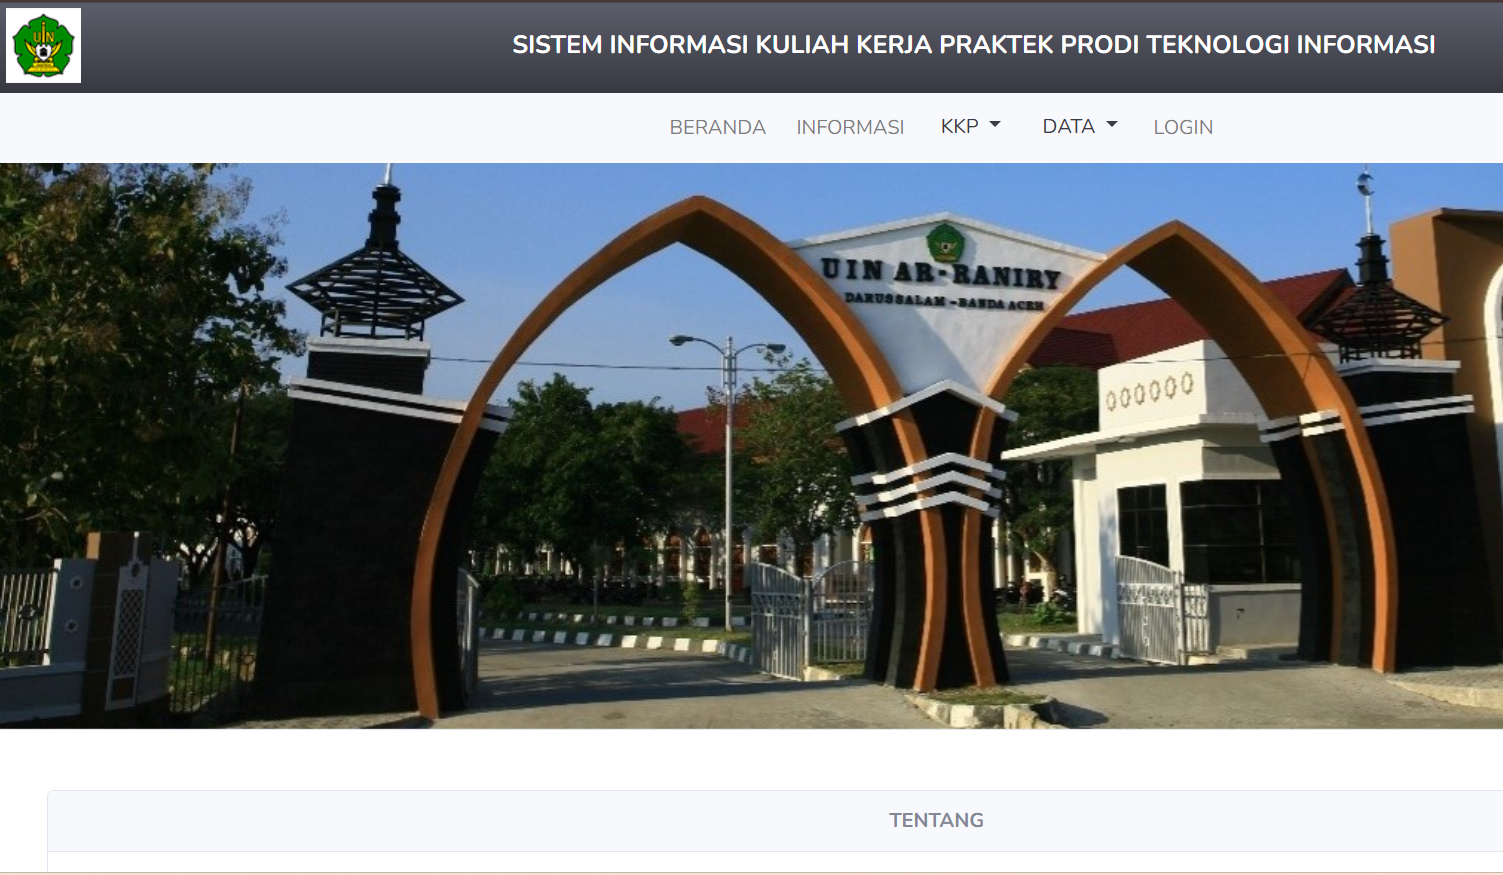 UIN
SISTEM INFORMASI KULIAH KERJA PRAKTEK PRODI TEKNOLOGI INFORMASI
BERANDA INFORMASI KKP DATA LOGIN
UIN AR-RANIRY
DARUSSALAM - BANDA ACEH
TENTANG